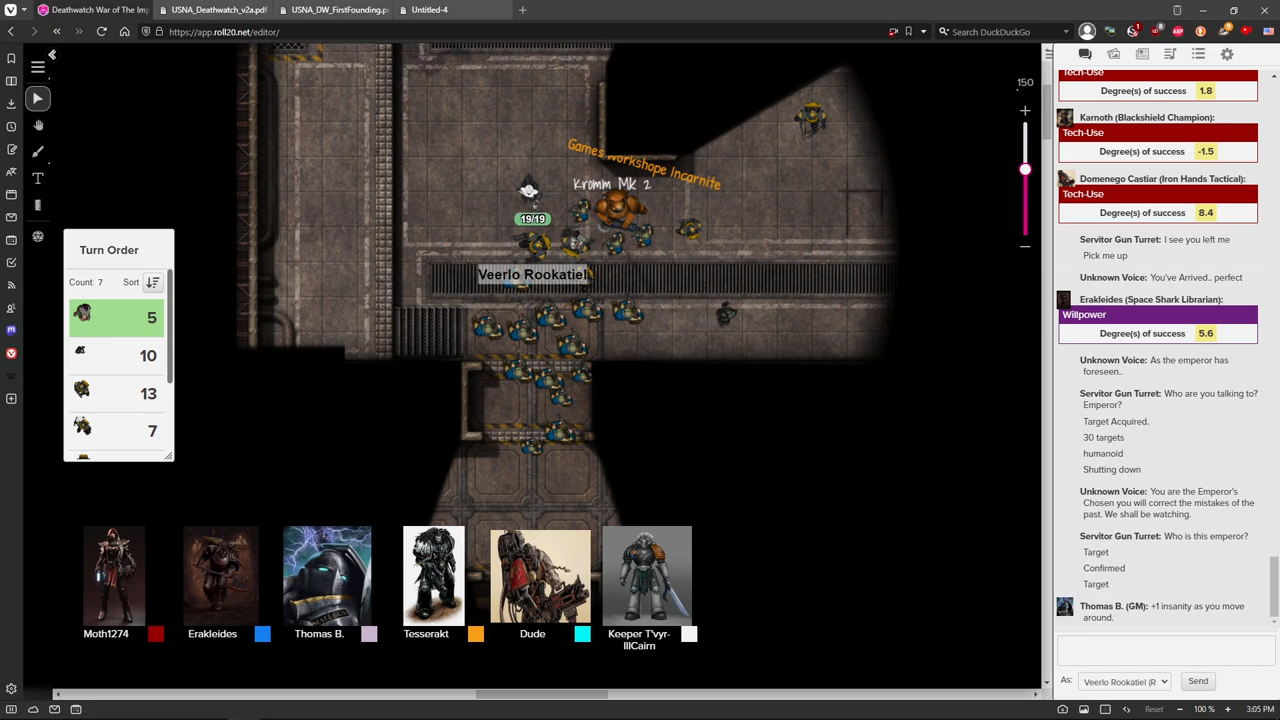 Deathwatch War of The Imp
USNA_Deathwatch_v2a.pdf
USNA_DW_FirstFounding.p
Untitled-4
https://app.roll20.net/editor/
Search DuckDuckGo
Tech-Use
Degree(s) of success 1.8
Karnoth (Blackshield Champion):
Tech-Use
Degree(s) of success -1.5
Domenego Castiar (Iron Hands Tactical):
Tech-Use
Degree(s) of success 8.4
Servitor Gun Turret: I see you left me
Pick me up
Unknown Voice: You've Arrived.. perfect
Erakleides (Space Shark Librarian):
Willpower
Degree(s) of success 5.6
Unknown Voice: As the emperor has
foreseen..
Servitor Gun Turret: Who are you talking to?
Emperor?
Target Acquired.
30 targets
humanoid
Shutting down
Unknown Voice: You are the Emperor's
Chosen you will correct the mistakes of the
past. We shall be watching.
Servitor Gun Turret: Who is this emperor?
Target
Confirmed
Target
Thomas B. (GM): +1 insanity as you move
around.
As: Veerlo Rookatiel (R
Send
150
Games Workshope Incarnite
Kromm Mk 2
19/19
Veerlo Rookatiel
Turn Order
Count: 7 Sort
5
10
13
7
Moth1274
Erakleides
Thomas B.
Tesserakt
Dude
Keeper T'vyr-
IllCairn
Reset
100 %
3:05 PM